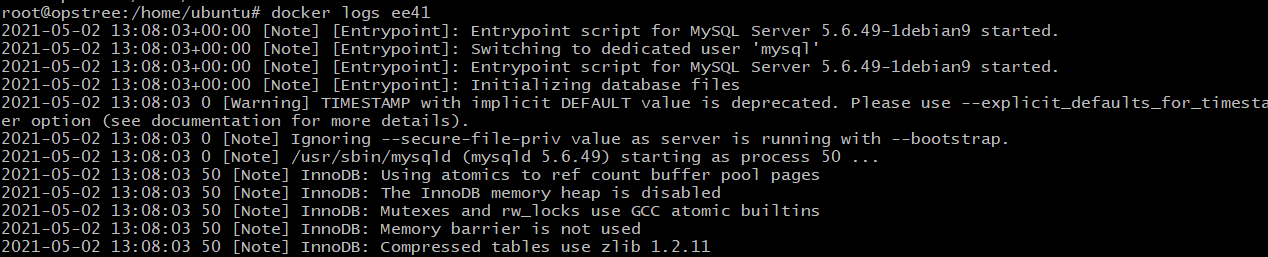 root@opstree:/home/ubuntu# docker logs ee41
2021-05-02 13:08:03+00:00 [Note] [Entrypoint]: Entrypoint script for MySQL Server 5.6.49-1debian9 started.
2021-05-02 13:08:03+00:00 [Note] [Entrypoint]: Switching to dedicated user 'mysql'
2021-05-02 13:08:03+00:00 [Note] [Entrypoint]: Entrypoint script for MySQL Server 5.6.49-1debian9 started.
2021-05-02 13:08:03+00:00 [Note] [Entrypoint]: Initializing database files
2021-05-02 13:08:03 0 [Warning] TIMESTAMP with implicit DEFAULT value is deprecated. Please use --explicit_defaults_for_timesta
er option (see documentation for more details).
2021-05-02 13:08:03 0 [Note] Ignoring --secure-file-priv value as server is running with --bootstrap.
2021-05-02 13:08:03 0 [Note] /usr/sbin/mysqld (mysqld 5.6.49) starting as process 50 ...
2021-05-02 13:08:03 50 [Note] InnoDB: Using atomics to ref count buffer pool pages
2021-05-02 13:08:03 50 [Note] InnoDB: The InnoDB memory heap is disabled
2021-05-02 13:08:03 50 [Note] InnoDB: Mutexes and rw_locks use GCC atomic builtins
2021-05-02 13:08:03 50 [Note] InnoDB: Memory barrier is not used
2021-05-02 13:08:03 50 [Note] InnoDB: Compressed tables use zlib 1.2.11